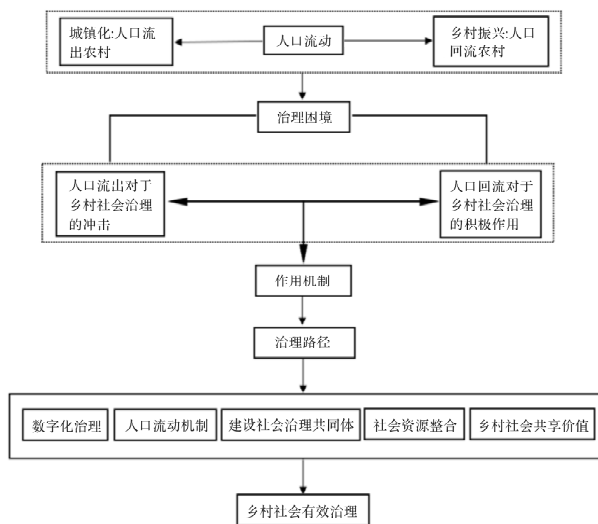 城镇化:人口流
出农村
人口流动
乡村振兴:人口
回流农村
治理困境
人口流出对于
乡村社会治理
的冲击
人口回流对于
乡村社会治理
的积极作用
作用机制
治理路径
数字化治理
人口流动机制
建设社会治理共同体
社会资源整合
乡村社会共享价值
乡村社会有效治理